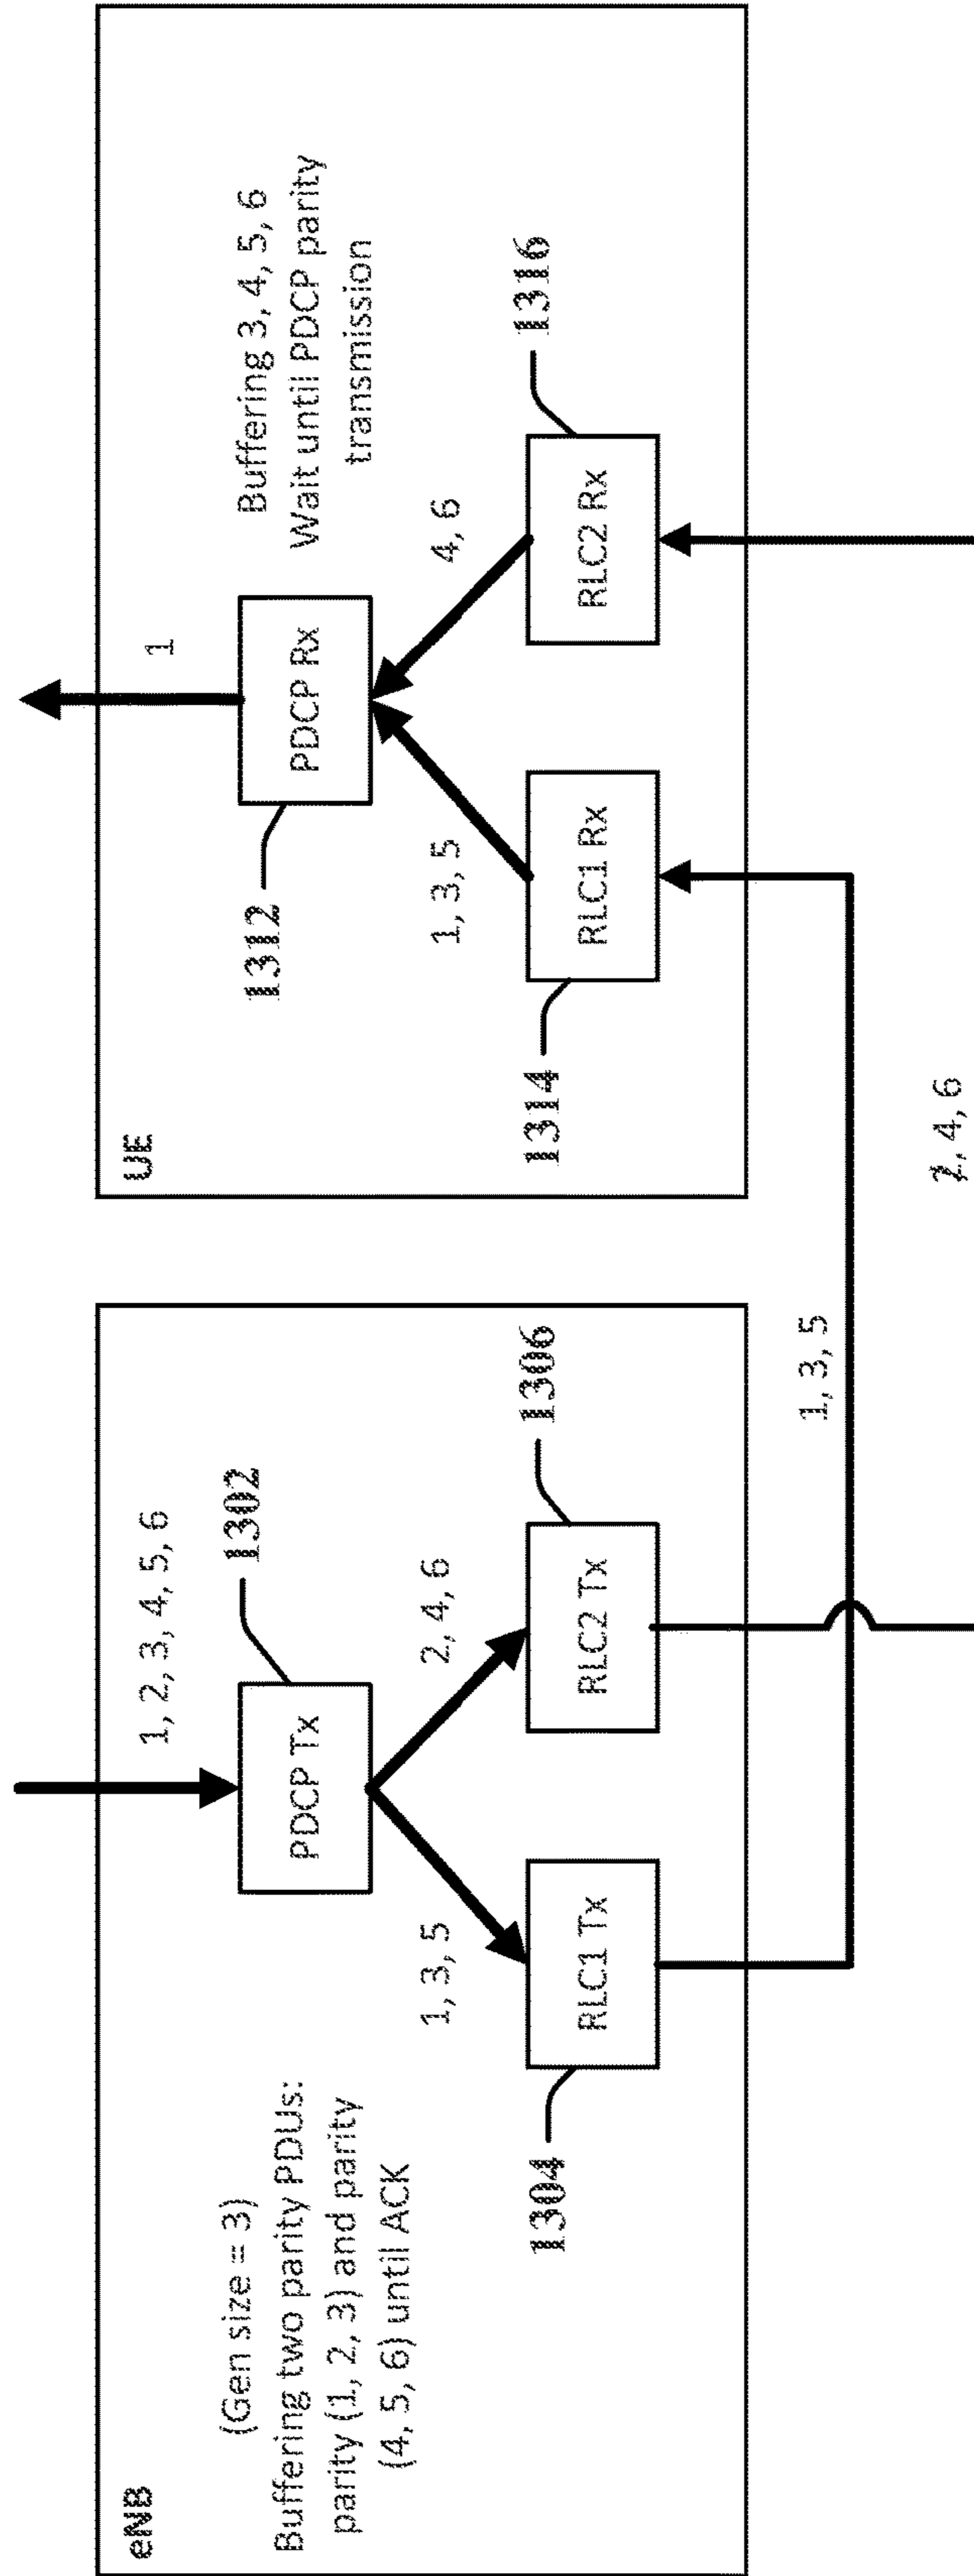 eNB
(Gen size = 3)
Buffering two parity PDUs:
parity (1, 2, 3) and parity
(4, 5, 6) until ACK
1, 2, 3, 4, 5, 6
1302
PDCP Tx
1, 3, 5
2, 4, 6
1304
RLC1 Tx
RLC2 Tx
1306
1, 3, 5
2, 4, 6
UE
1
1312
PDCP Rx
Buffering 3, 4, 5, 6
Wait until PDCP parity
transmission
1, 3, 5
4, 6
1314
RLC1 Rx
RLC2 Rx
1316